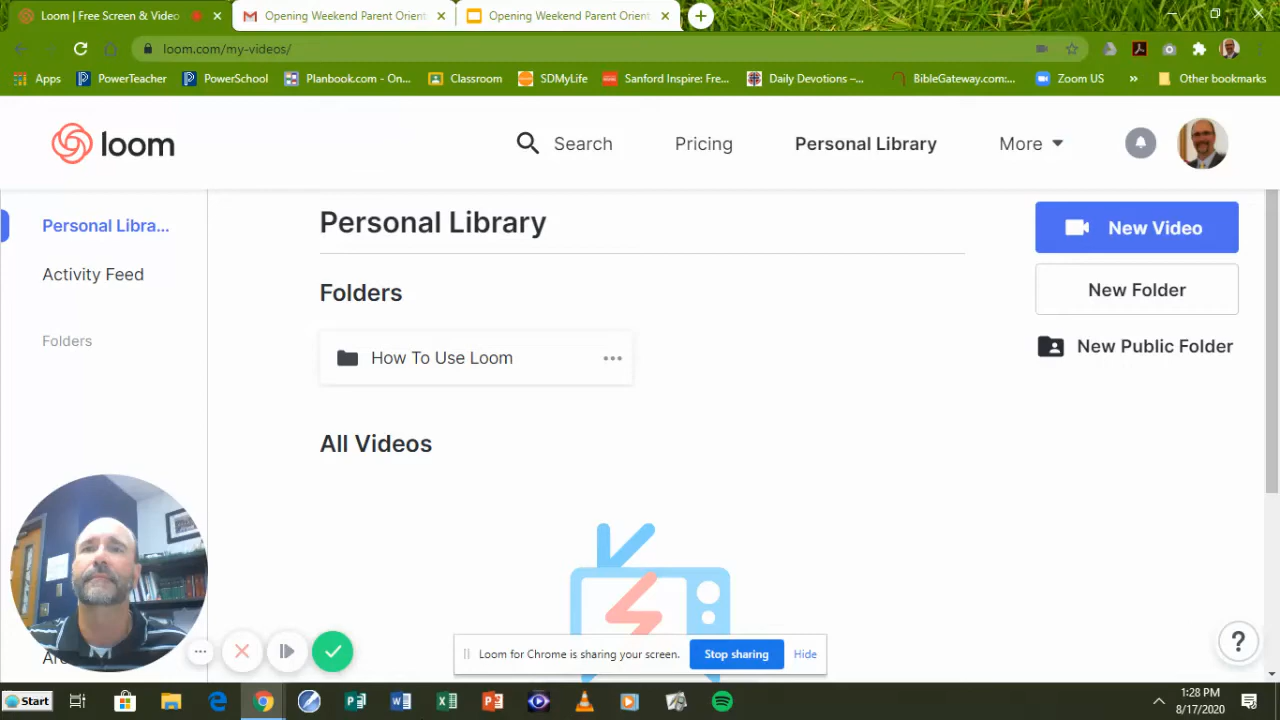 Loom | Free Screen & Video
Opening Weekend Parent Orient
Opening Weekend Parent Orient
loom.com/my-videos/
Apps
PowerTeacher
PowerSchool
Planbook.com - On...
Classroom
SDMyLife
Sanford Inspire: Fre...
Daily Devotions –...
BibleGateway.com:...
Zoom US
»
Other bookmarks
loom
Search
Pricing
Personal Library
More
Personal Libra...
Activity Feed
Folders
Personal Library
Folders
How To Use Loom
All Videos
New Video
New Folder
New Public Folder
Loom for Chrome is sharing your screen.
Stop sharing
Hide
?
Start
1:28 PM
8/17/2020